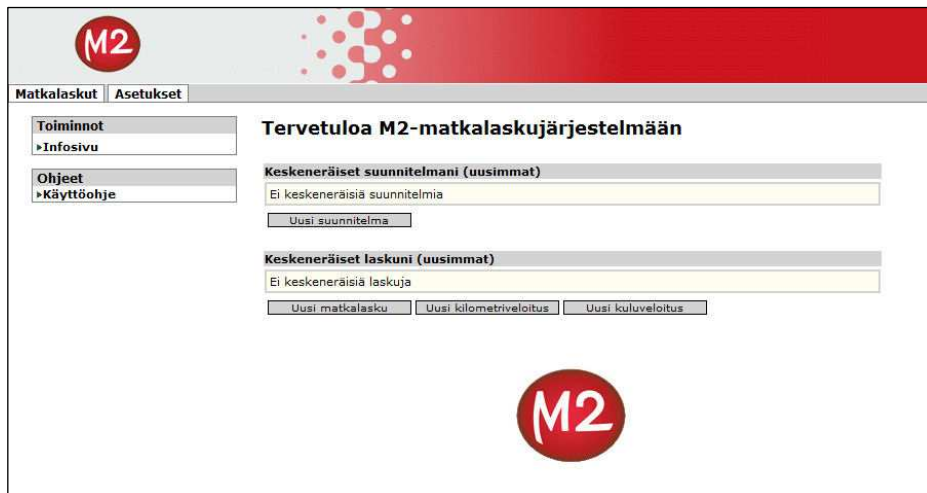 M2
Matkalaskut Asetukset
Toiminnot
Infosivu
Ohjeet
Käyttöohje
Tervetuloa M2-matkalaskujärjestelmään
Keskeneräiset suunnitelmani (uusimmat)
Ei keskeneräisiä suunnitelmia
Uusi suunnitelma
Keskeneräiset laskuni (uusimmat)
Ei keskeneräisiä laskuja
Uusi matkalasku Uusi kilometriveloitus Uusi kuluveloitus
M2